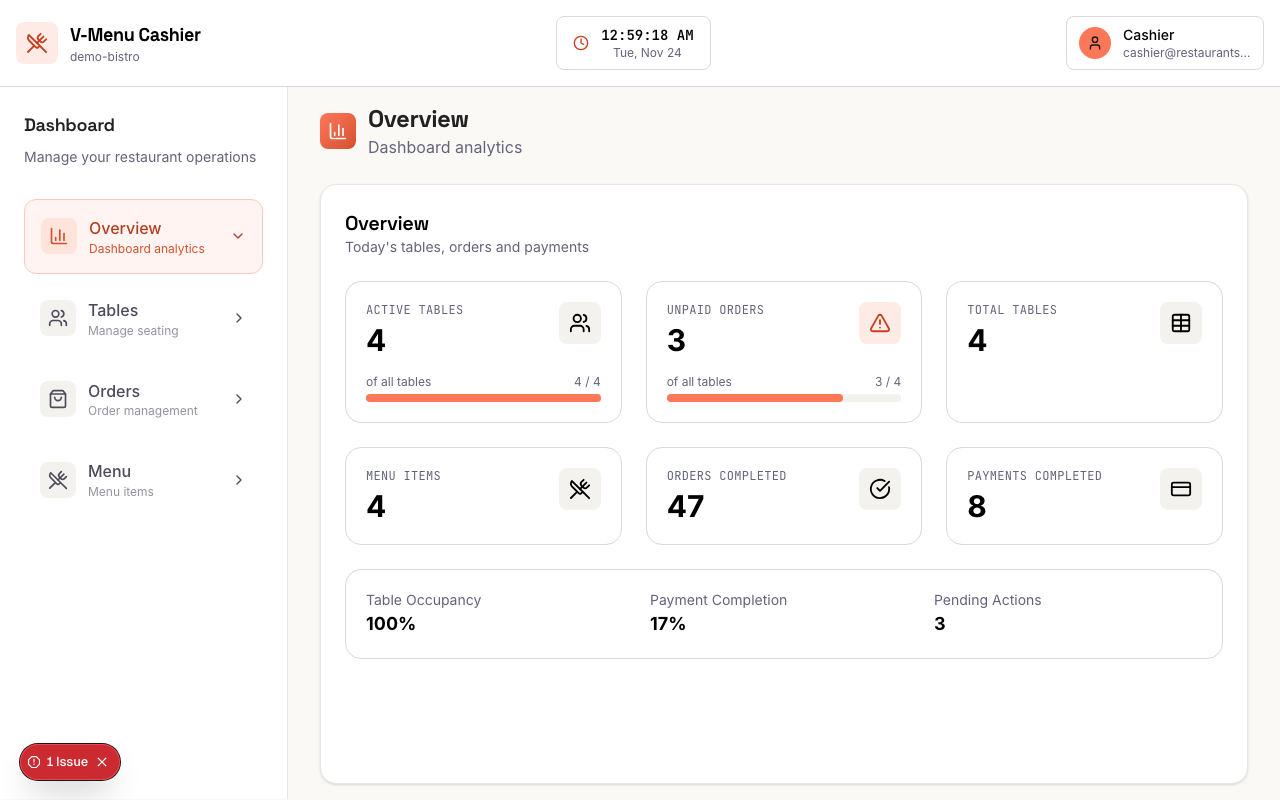 V-Menu Cashier
demo-bistro
12:59:18 AM
Tue, Nov 24
Cashier
cashier@restaurants...
Dashboard
Manage your restaurant operations
Overview
Dashboard analytics
Tables
Manage seating
Orders
Order management
Menu
Menu items
1 Issue
Overview
Dashboard analytics
Overview
Today's tables, orders and payments
ACTIVE TABLES
4
of all tables 4 / 4
UNPAID ORDERS
3
of all tables 3 / 4
TOTAL TABLES
4
MENU ITEMS
4
ORDERS COMPLETED
47
PAYMENTS COMPLETED
8
Table Occupancy
100%
Payment Completion
17%
Pending Actions
3